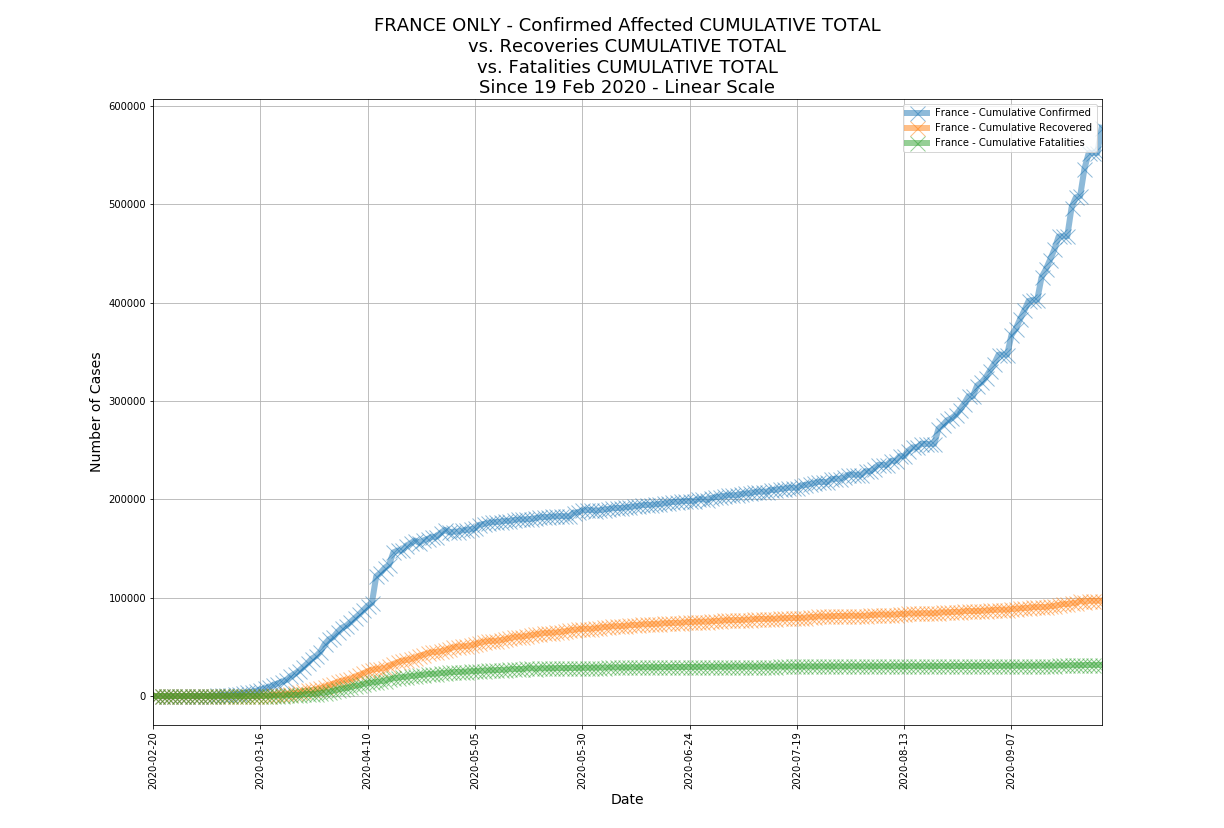 FRANCE ONLY - Confirmed Affected CUMULATIVE TOTAL
vs. Recoveries CUMULATIVE TOTAL
vs. Fatalities CUMULATIVE TOTAL
Since 19 Feb 2020 - Linear Scale
France - Cumulative Confirmed
France - Cumulative Recovered
France - Cumulative Fatalities
Number of Cases
600000
500000
400000
300000
200000
100000
0
2020-02-20
2020-03-16
2020-04-10
2020-05-05
2020-05-30
2020-06-24
2020-07-19
2020-08-13
2020-09-07
Date